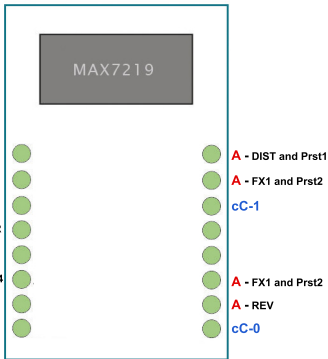 MAX7219
A - DIST and Prst1
A - FX1 and Prst2
cC-1
A - FX1 and Prst2
A - REV
cC-0